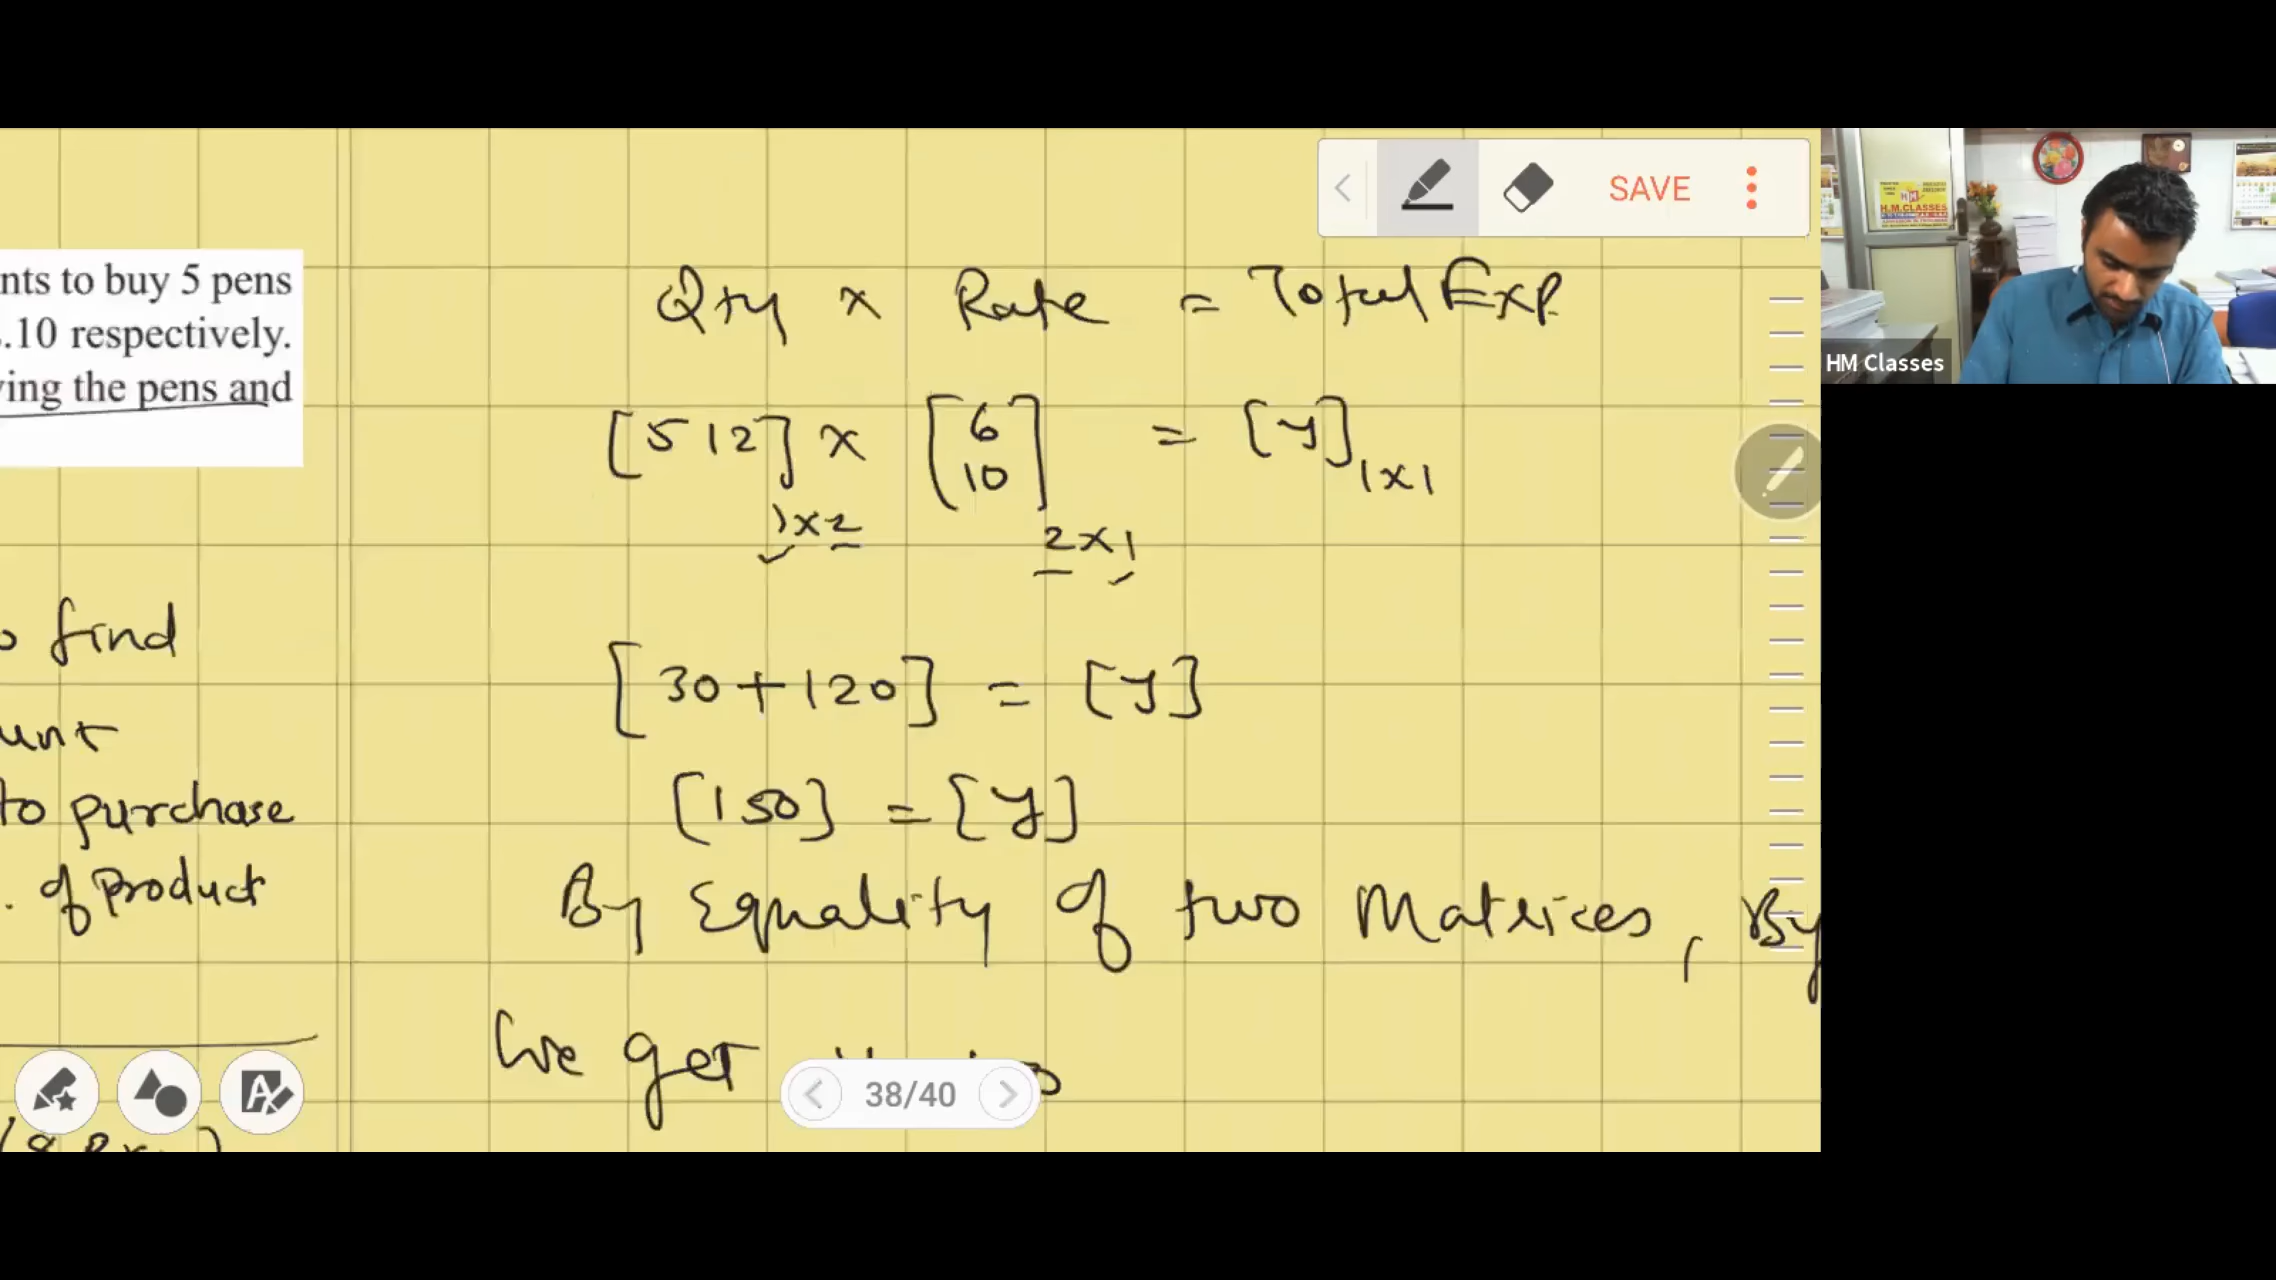 SAVE
nts to buy 5 pens
.10 respectively.
ing the pens and
Qty x Rate = Total Exp
[5 12] x [6 10] = [y] 1x1
1x2 2x1
[30+120] = [y]
[150] = [y]
By Equality of two Matrices, By
We get
find
unt
to purchase
. of product
38/40
H.M.CLASSES
HM Classes